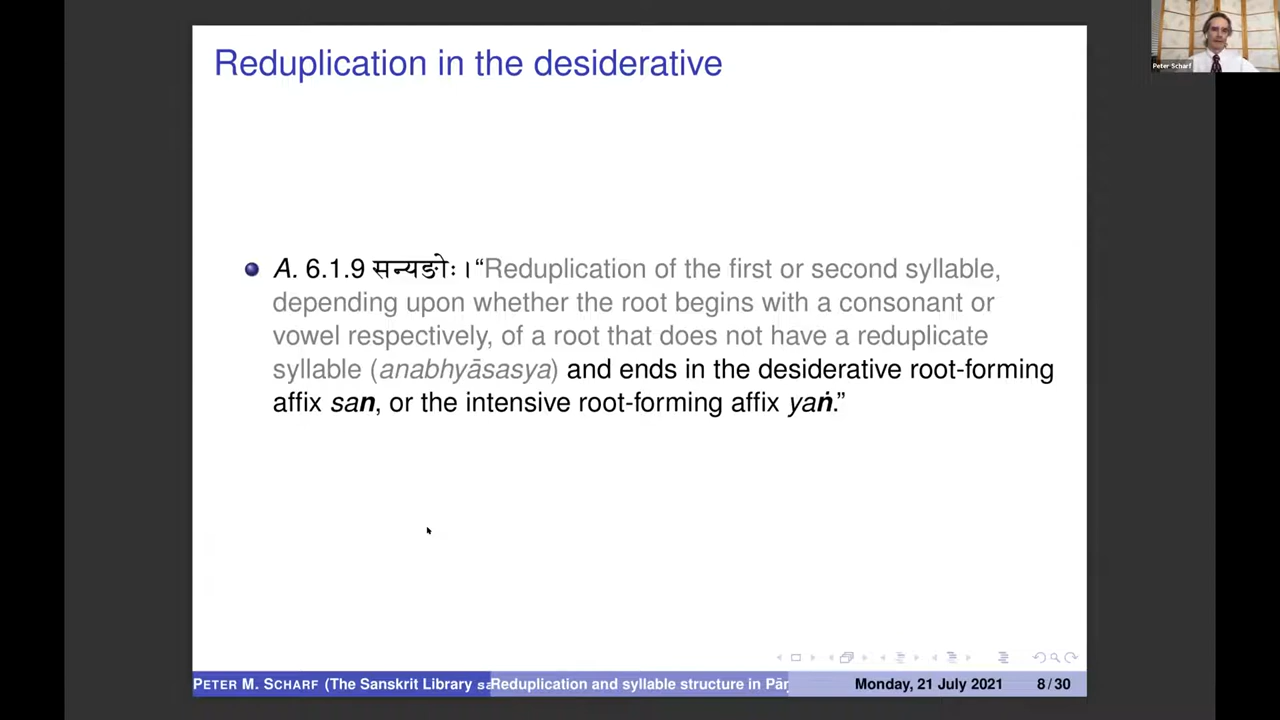 Reduplication in the desiderative
Peter Scharf
A. 6.1.9 सन्यङोः । “Reduplication of the first or second syllable,
depending upon whether the root begins with a consonant or
vowel respectively, of a root that does not have a reduplicate
syllable (anabhyāsasya) and ends in the desiderative root-forming
affix san, or the intensive root-forming affix yaṅ.”
PETER M. SCHARF (The Sanskrit Library Reduplication and syllable structure in Monday, 21 July 2021 8 / 30